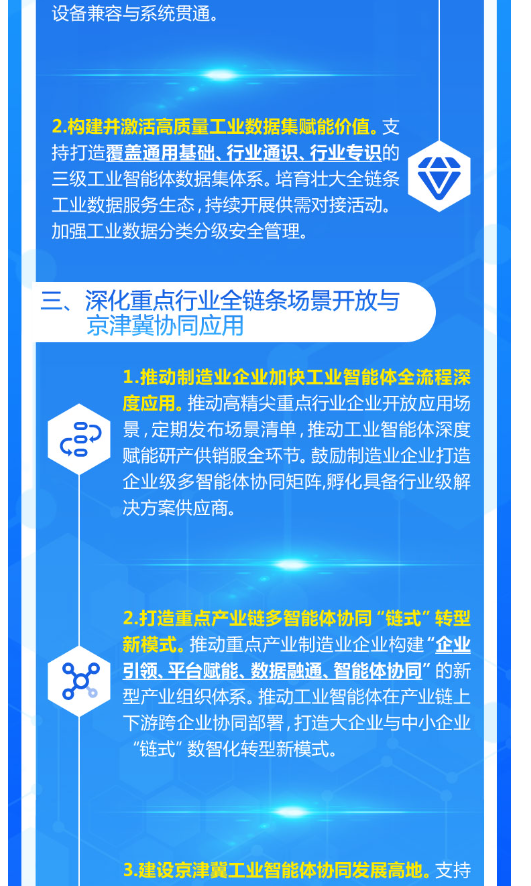 设备兼容与系统贯通。
2.构建并激活高质量工业数据集赋能价值。支
持打造覆盖通用基础、行业通识、行业专识的
三级工业智能体数据集体系。培育壮大全链条
工业数据服务生态,持续开展供需对接活动。
加强工业数据分类分级安全管理。
三、深化重点行业全链条场景开放与
京津冀协同应用
1.推动制造业企业加快工业智能体全流程深
度应用。推动高精尖重点行业企业开放应用场
景,定期发布场景清单,推动工业智能体深度
赋能研产供销服全环节。鼓励制造业企业打造
企业级多智能体协同矩阵,孵化具备行业级解
决方案供应商。
2.打造重点产业链多智能体协同“链式”转型
新模式。推动重点产业制造业企业构建“企业
引领、平台赋能、数据融通、智能体协同”的新
型产业组织体系。推动工业智能体在产业链上
下游跨企业协同部署,打造大企业与中小企业
“链式”数智化转型新模式。
3.建设京津冀工业智能体协同发展高地。支持